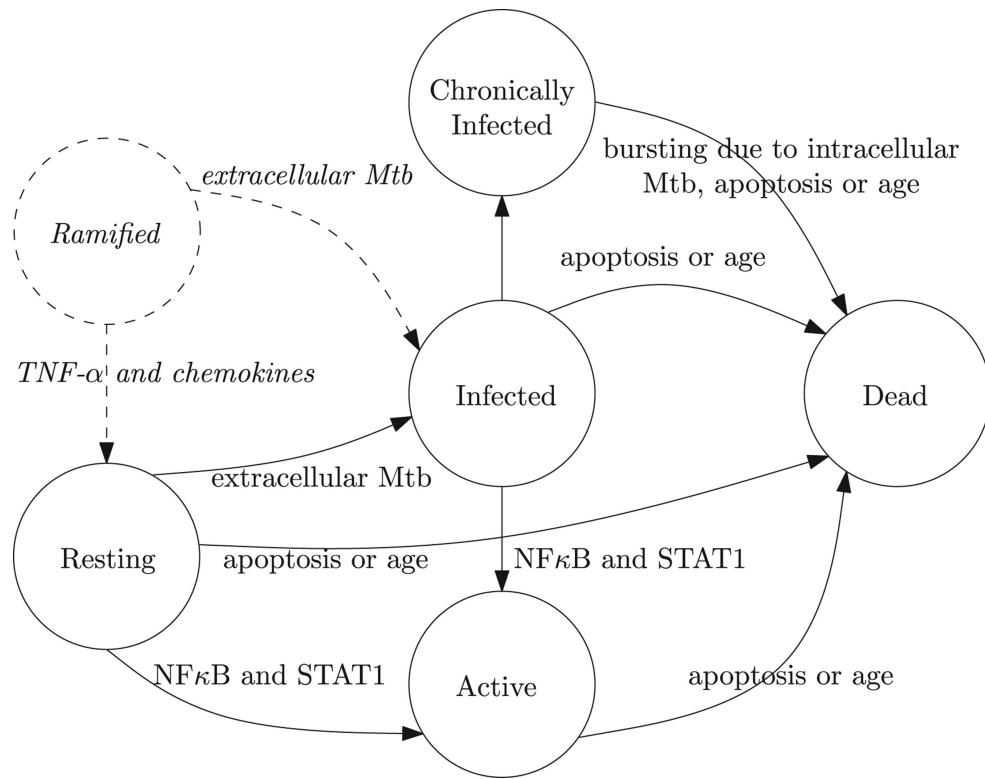 Chronically
Infected
bursting due to intracellular
Mtb, apoptosis or age
extracellular Mtb
Ramified
apoptosis or age
TNF-α and chemokines
Infected
Dead
extracellular Mtb
Resting
apoptosis or age
NFκB and STAT1
NFκB and STAT1
Active
apoptosis or age